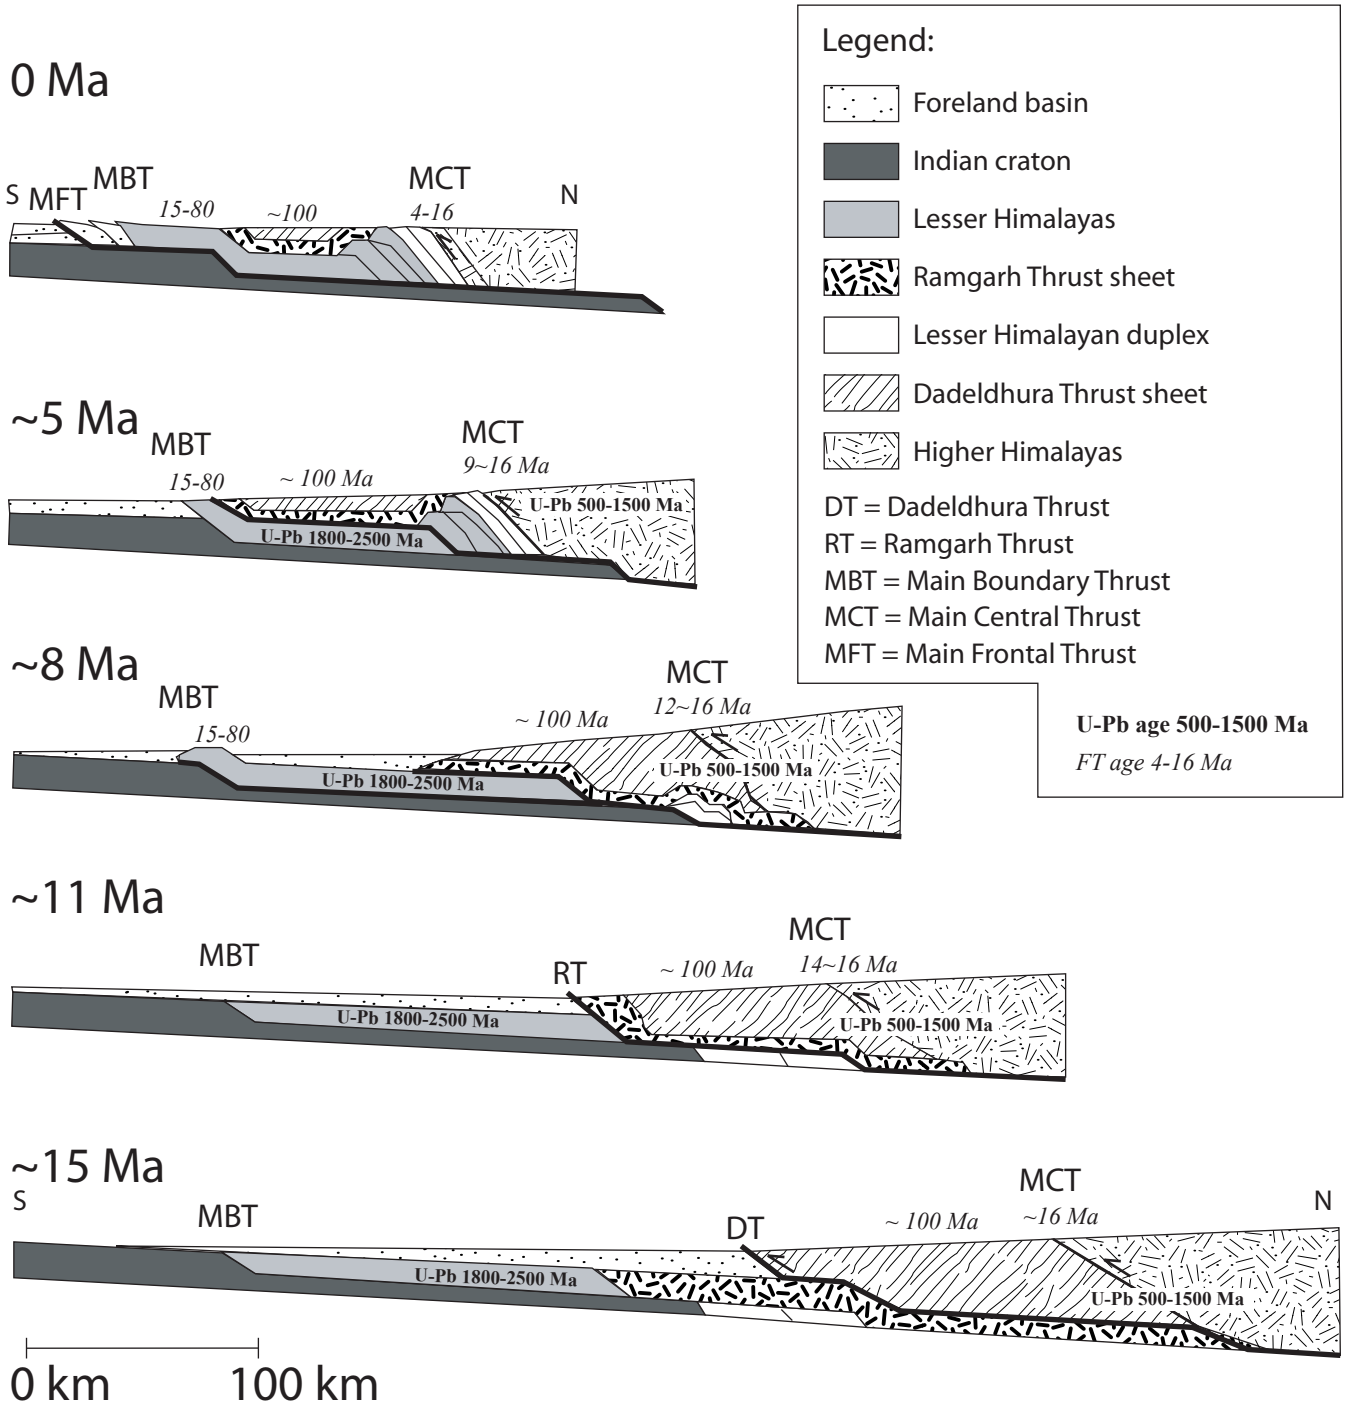 0 Ma
S MFT MBT MCT N
15-80 ~100 4-16
~5 Ma
MBT MCT
15-80 ~ 100 Ma 9~16 Ma
U-Pb 500-1500 Ma
U-Pb 1800-2500 Ma
~8 Ma
MBT MCT
15-80 ~ 100 Ma 12~16 Ma
U-Pb 500-1500 Ma
U-Pb 1800-2500 Ma
~11 Ma
MBT RT MCT
~ 100 Ma 14~16 Ma
U-Pb 1800-2500 Ma U-Pb 500-1500 Ma
~15 Ma
S MBT DT MCT N
~ 100 Ma ~16 Ma
U-Pb 1800-2500 Ma U-Pb 500-1500 Ma
0 km 100 km
Legend:
Foreland basin
Indian craton
Lesser Himalayas
Ramgarh Thrust sheet
Lesser Himalayan duplex
Dadeldhura Thrust sheet
Higher Himalayas
DT = Dadeldhura Thrust
RT = Ramgarh Thrust
MBT = Main Boundary Thrust
MCT = Main Central Thrust
MFT = Main Frontal Thrust
U-Pb age 500-1500 Ma
FT age 4-16 Ma